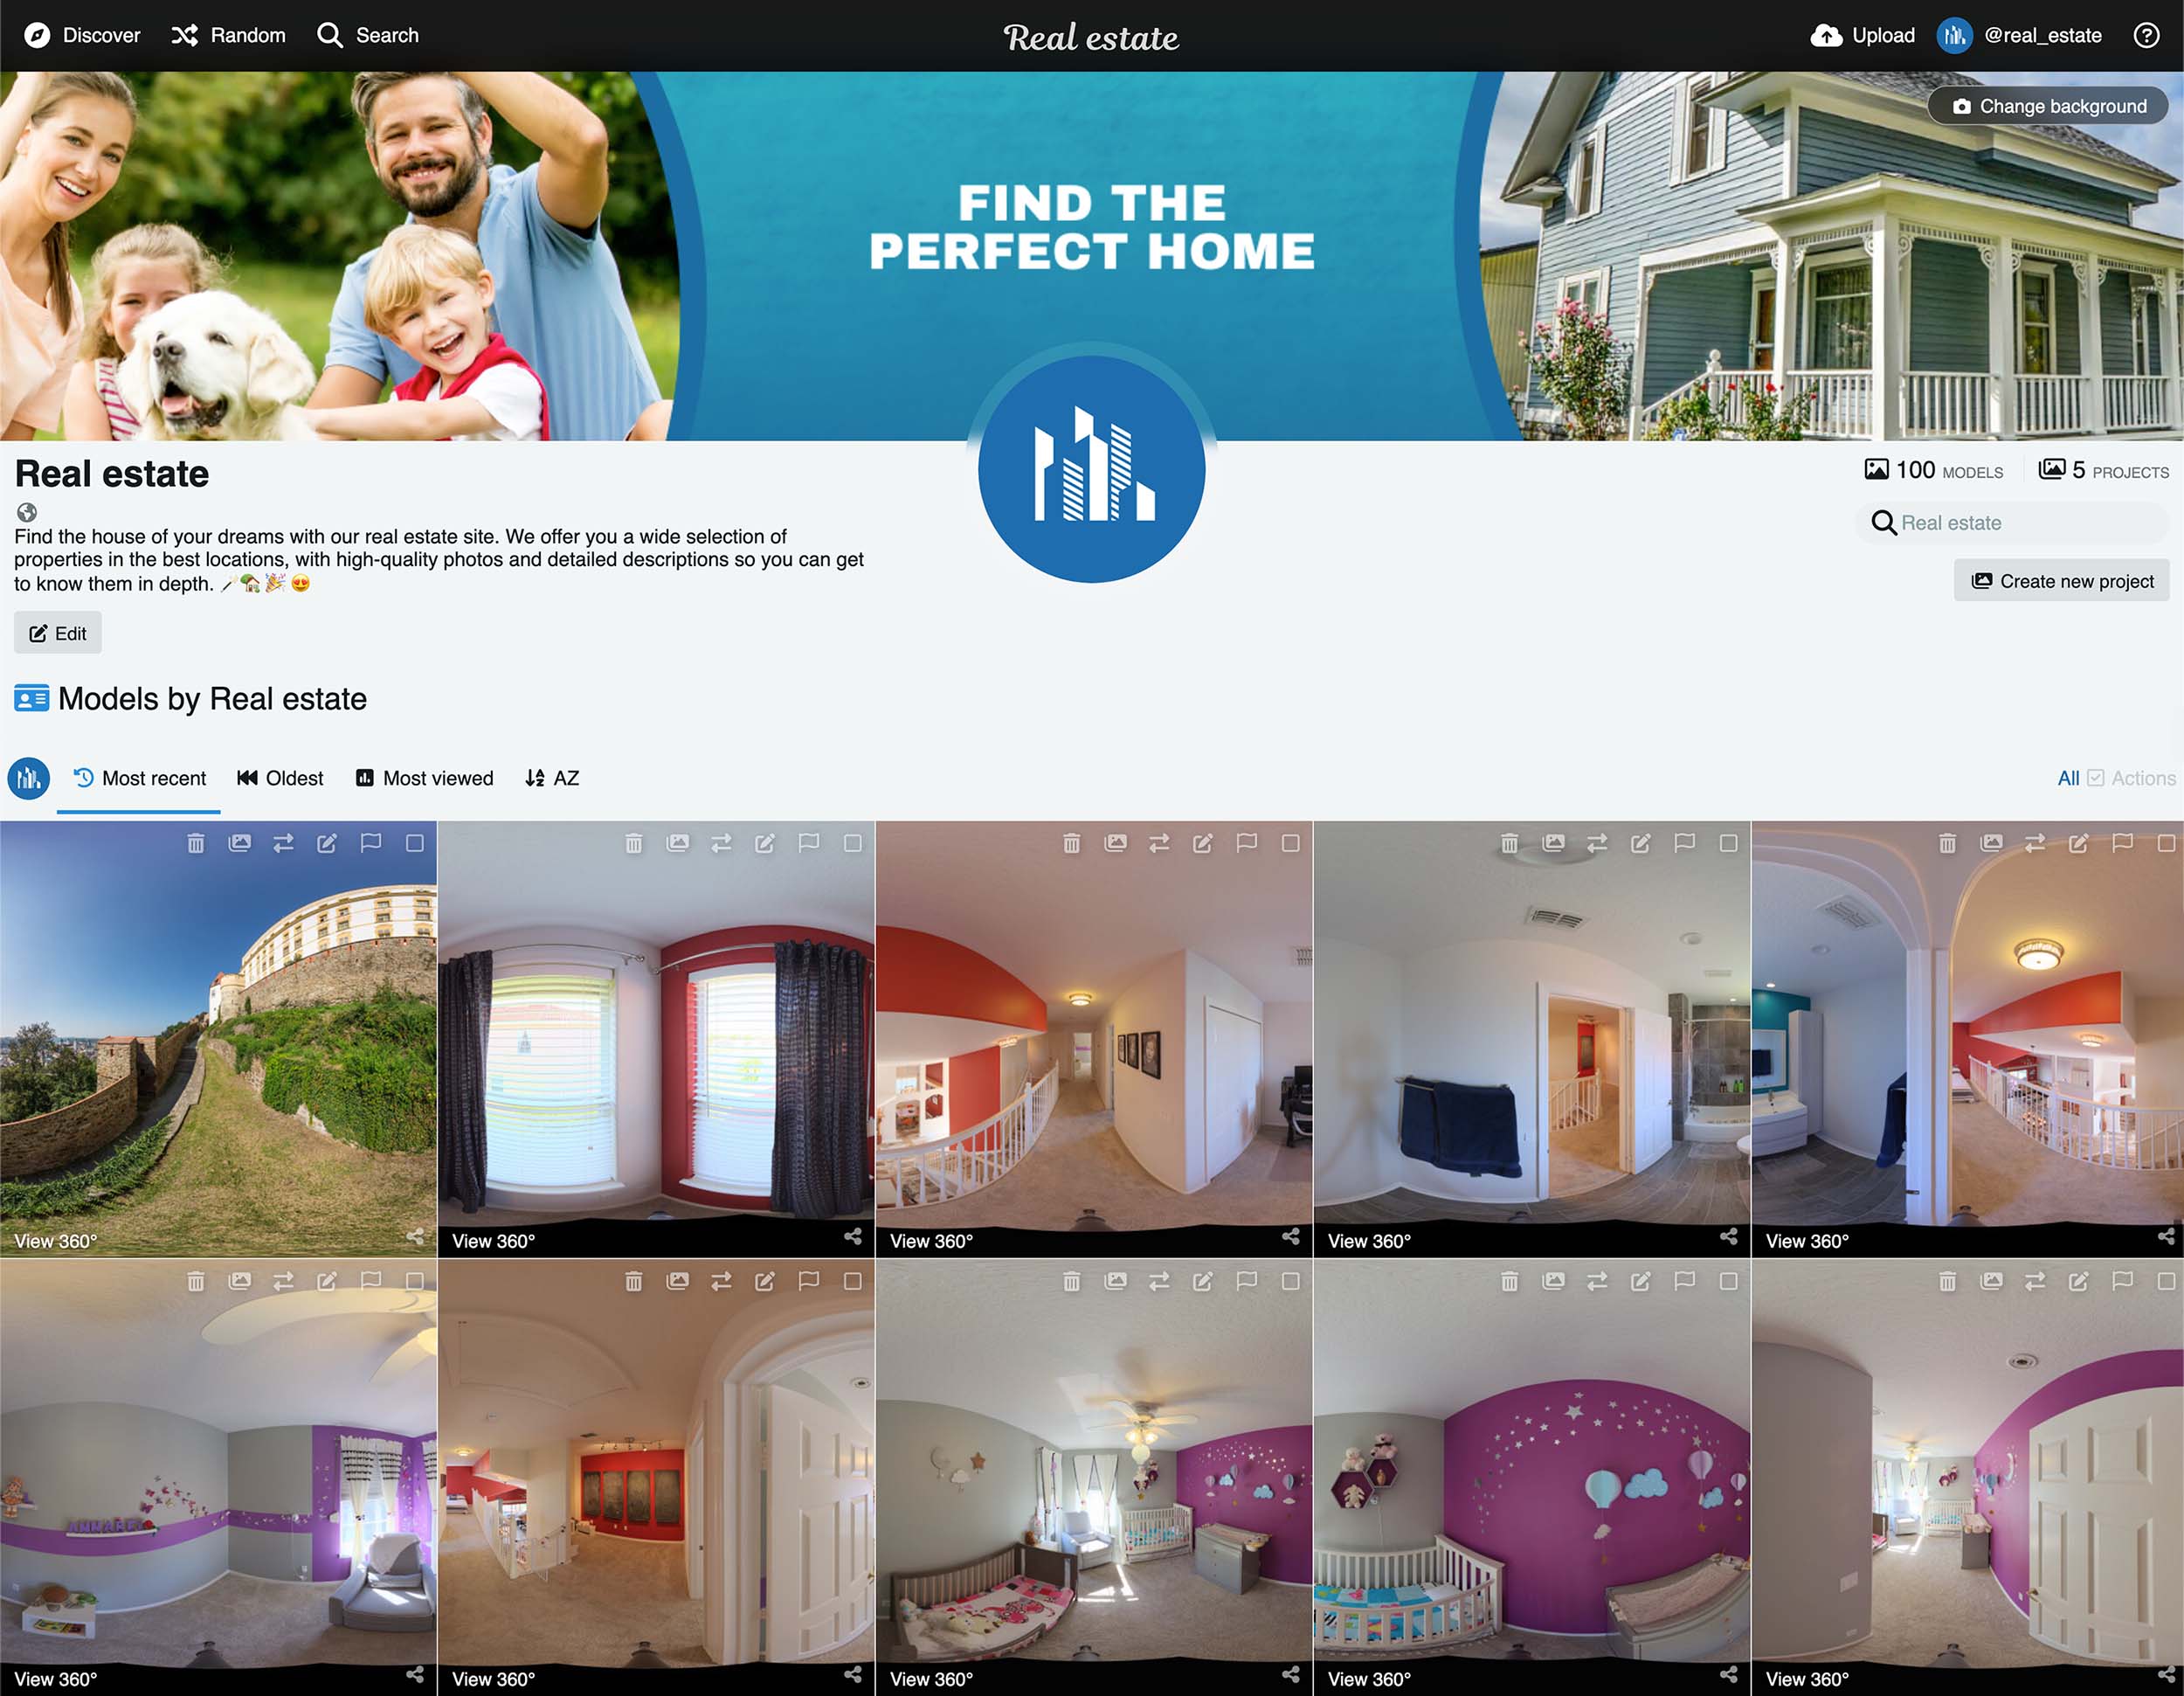 Discover
Random
Search
Real estate
Upload
@real_estate
Change background
FIND THE
PERFECT HOME
Real estate
100 MODELS
5 PROJECTS
Find the house of your dreams with our real estate site. We offer you a wide selection of
properties in the best locations, with high-quality photos and detailed descriptions so you can get
to know them in depth. 🪄🏡 🎉 😍
Real estate
Create new project
Edit
Models by Real estate
Most recent
Oldest
Most viewed
AZ
All
Actions
View 360°
View 360°
View 360°
View 360°
View 360°
View 360°
View 360°
View 360°
View 360°
View 360°